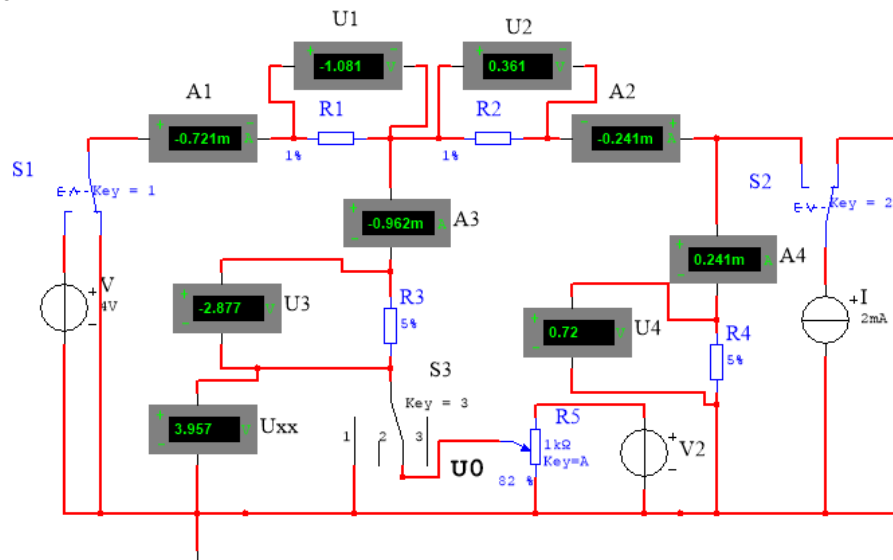 U1
U2
-1.081 V
0.361 V
A1
R1
R2
A2
-0.721m A
-0.241m A
1%
1%
S1
Key = 1
S2
Key = 2
-0.962m A
A3
0.241m A
A4
V
4V
-2.877 V
U3
R3
5%
I
2mA
0.72 V
U4
R4
5%
S3
Key = 3
3.957 V
Uxx
1
2
3
R5
1kΩ
Key=A
V2
U0
82 %